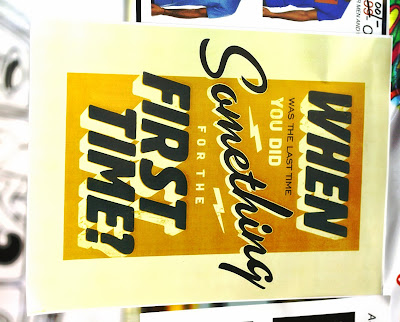 WHEN
WAS THE LAST TIME
YOU DID
Something
FOR THE
FIRST
TIME?